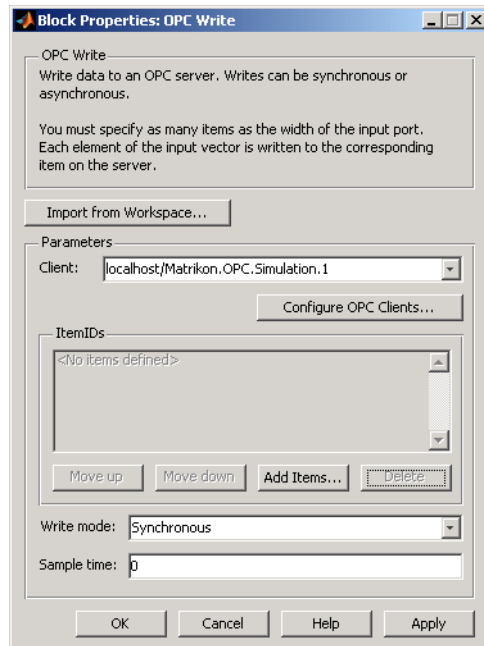 Block Properties: OPC Write
OPC Write
Write data to an OPC server. Writes can be synchronous or
asynchronous.
You must specify as many items as the width of the input port.
Each element of the input vector is written to the corresponding
item on the server.
Import from Workspace...
Parameters
Client: localhost/Matrikon.OPC.Simulation.1
Configure OPC Clients...
ItemIDs
<No items defined>
Move up Move down Add Items... Delete
Write mode: Synchronous
Sample time: 0
OK Cancel Help Apply